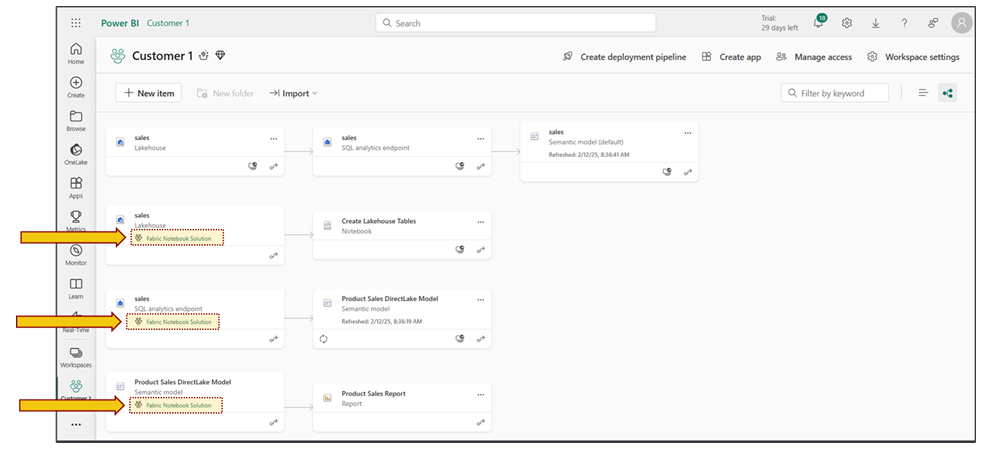 Power BI Customer 1
Search
Trial:
29 days left
18
Home
Create
Browse
OneLake
Apps
Metrics
Monitor
Learn
Real-Time
Workspaces
Customer 1
Customer 1
Create deployment pipeline
Create app
Manage access
Workspace settings
New item
New folder
Import
Filter by keyword
sales
Lakehouse
sales
SQL analytics endpoint
sales
Semantic model (default)
Refreshed: 2/12/25, 8:36:41 AM
sales
Lakehouse
Fabric Notebook Solution
Create Lakehouse Tables
Notebook
sales
SQL analytics endpoint
Fabric Notebook Solution
Product Sales DirectLake Model
Semantic model
Refreshed: 2/12/25, 8:36:19 AM
Product Sales DirectLake Model
Semantic model
Fabric Notebook Solution
Product Sales Report
Report